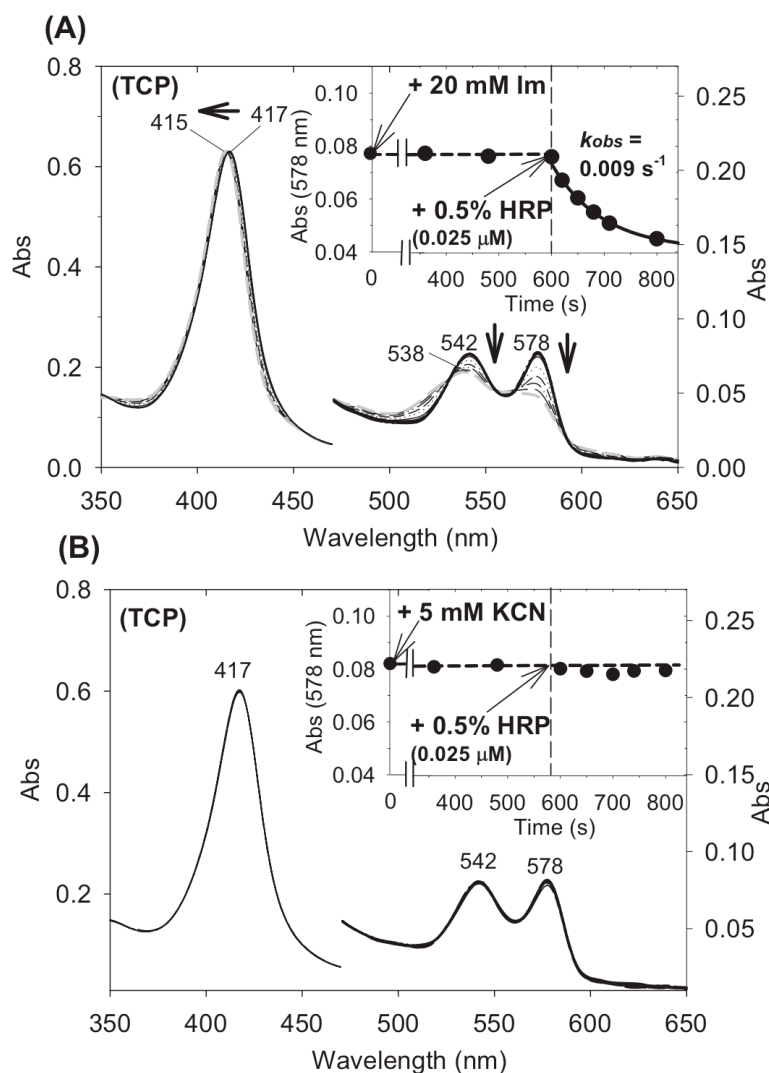 (A)
(TCP)
415
417
538
542
578
0.8
0.6
0.4
0.2
0.0
Abs
350 400 450 500 550 600 650
Wavelength (nm)
0.25
0.20
0.15
0.10
0.05
0.00
Abs
+ 20 mM Im
kobs =
0.009 s-1
+ 0.5% HRP
(0.025 μM)
0.10
0.08
0.06
0.04
Abs (578 nm)
0 400 500 600 700 800
Time (s)
(B)
(TCP)
417
542
578
0.8
0.6
0.4
0.2
Abs
350 400 450 500 550 600 650
Wavelength (nm)
0.25
0.20
0.15
0.10
0.05
Abs
+ 5 mM KCN
+ 0.5% HRP
(0.025 μM)
0.10
0.08
0.06
0.04
Abs (578 nm)
0 400 500 600 700 800
Time (s)